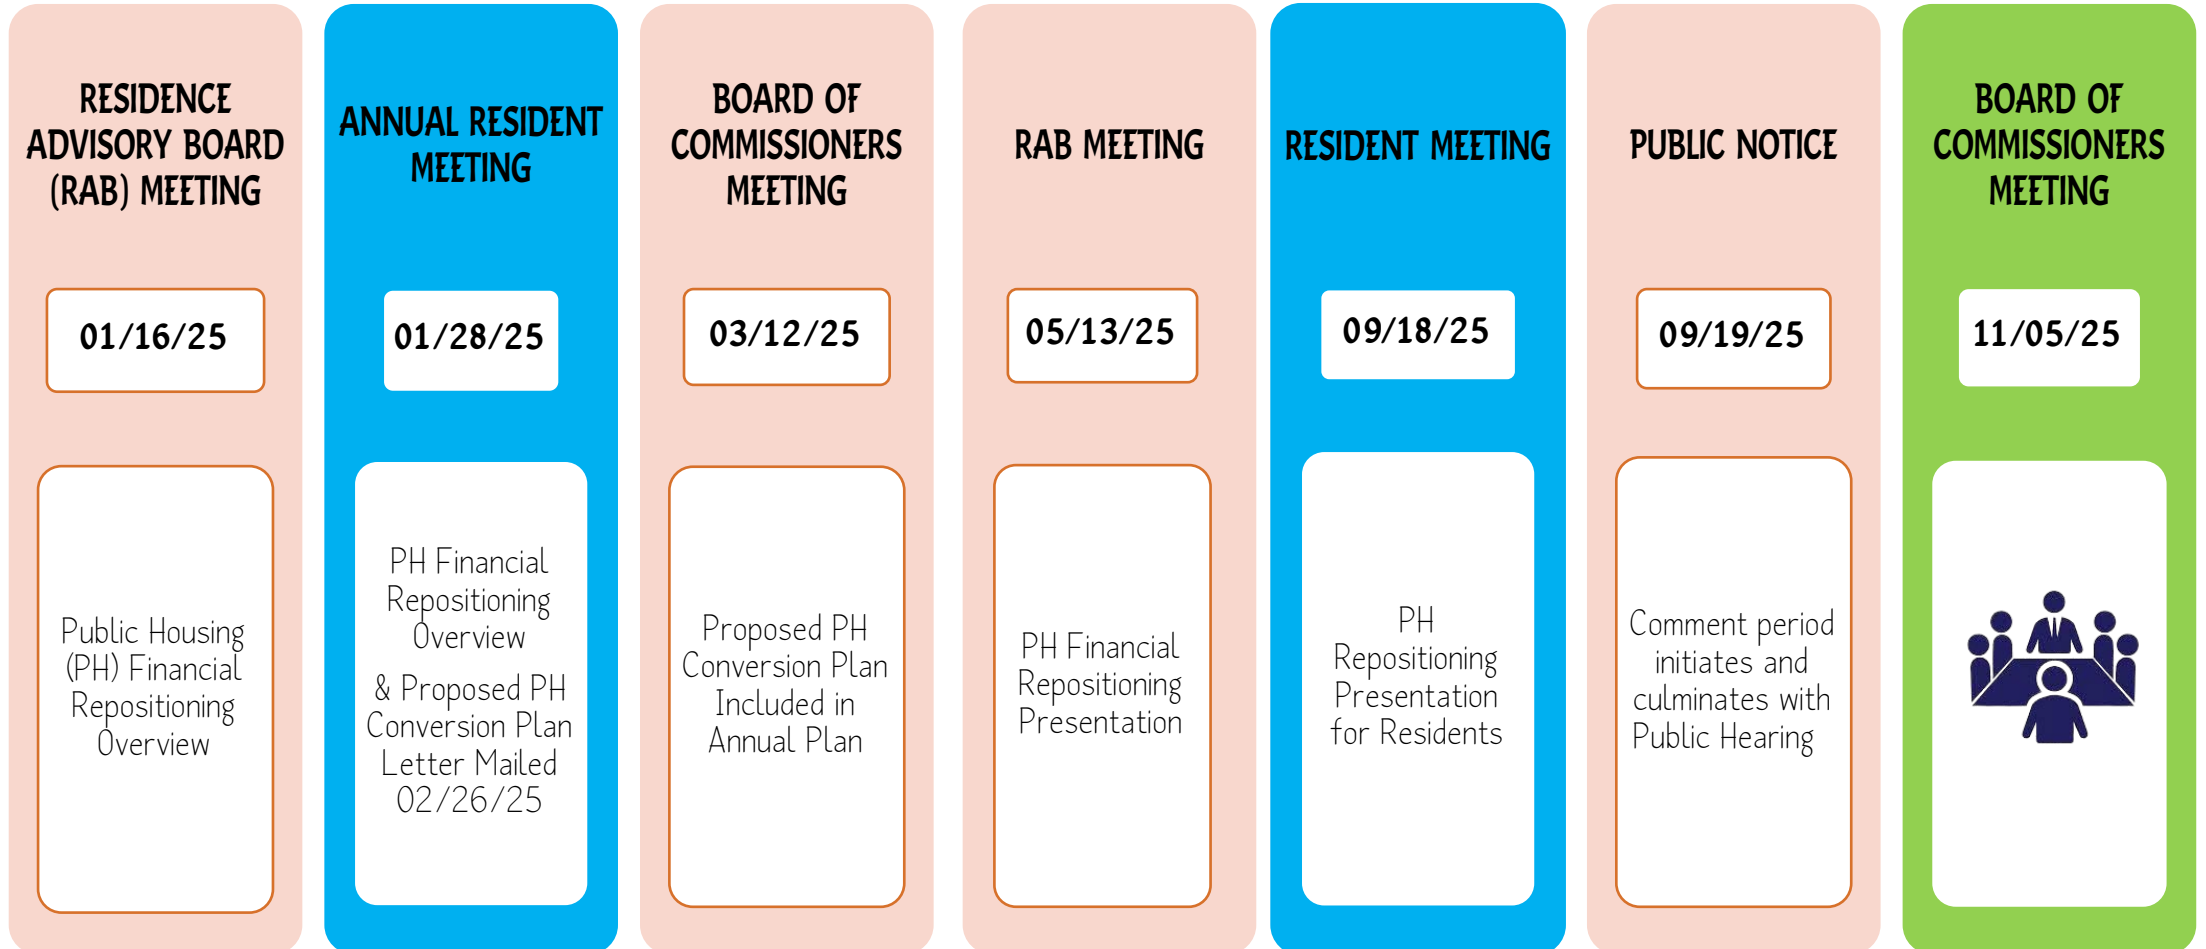 RESIDENCE
ADVISORY BOARD
(RAB) MEETING
01/16/25
Public Housing
(PH) Financial
Repositioning
Overview
ANNUAL RESIDENT
MEETING
01/28/25
PH Financial
Repositioning
Overview
& Proposed PH
Conversion Plan
Letter Mailed
02/26/25
BOARD OF
COMMISSIONERS
MEETING
03/12/25
Proposed PH
Conversion Plan
Included in
Annual Plan
RAB MEETING
05/13/25
PH Financial
Repositioning
Presentation
RESIDENT MEETING
09/18/25
PH
Repositioning
Presentation
for Residents
PUBLIC NOTICE
09/19/25
Comment period
initiates and
culminates with
Public Hearing
BOARD OF
COMMISSIONERS
MEETING
11/05/25